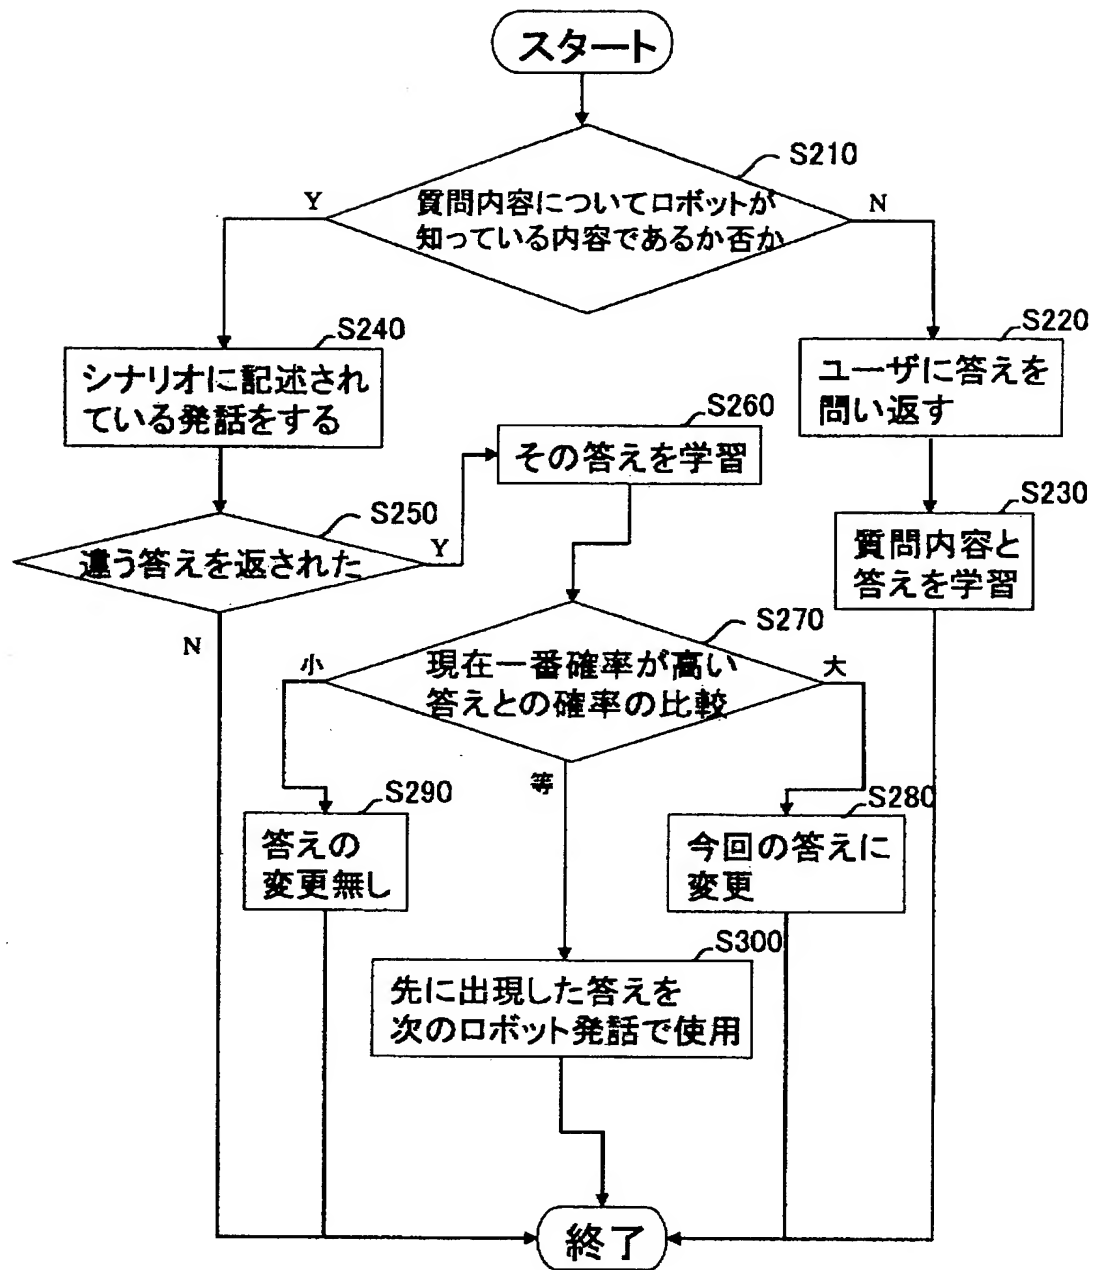 スタート
S210
質問内容についてロボットが
知っている内容であるか否か
Y
N
S240
シナリオに記述され
ている発話をする
S220
ユーザに答えを
問い返す
S260
その答えを学習
S250
違う答えを返された
Y
N
S230
質問内容と
答えを学習
S270
現在一番確率が高い
答えとの確率の比較
小
大
等
S290
答えの
変更無し
S280
今回の答えに
変更
S300
先に出現した答えを
次のロボット発話で使用
終了